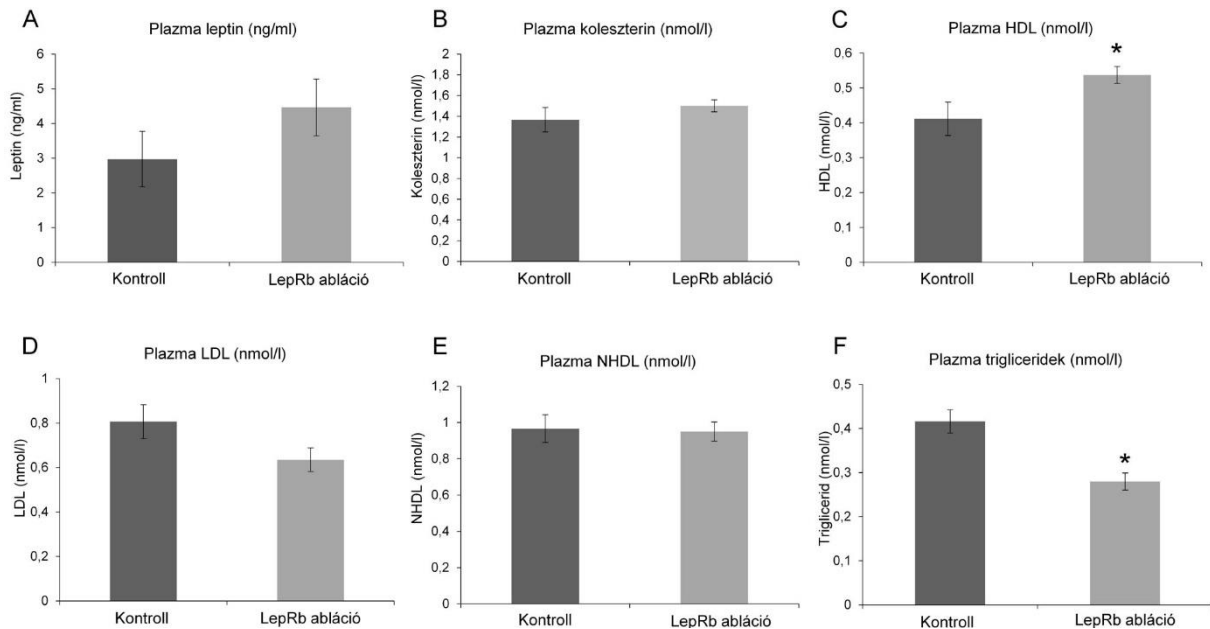 A
Plazma leptin (ng/ml)
Leptin (ng/ml)
6
5
4
3
2
1
0
Kontroll
LepRb abláció
B
Plazma koleszterin (nmol/l)
Koleszterin (nmol/l)
2
1,8
1,6
1,4
1,2
1
0,8
0,6
0,4
0,2
0
Kontroll
LepRb abláció
C
Plazma HDL (nmol/l)
HDL (nmol/l)
0,6
0,5
0,4
0,3
0,2
0,1
0
*
Kontroll
LepRb abláció
D
Plazma LDL (nmol/l)
LDL (nmol/l)
1
0,8
0,6
0,4
0,2
0
Kontroll
LepRb abláció
E
Plazma NHDL (nmol/l)
NHDL (nmol/l)
1,2
1
0,8
0,6
0,4
0,2
0
Kontroll
LepRb abláció
F
Plazma trigliceridek (nmol/l)
Triglicerid (nmol/l)
0,5
0,4
0,3
0,2
0,1
0
*
Kontroll
LepRb abláció